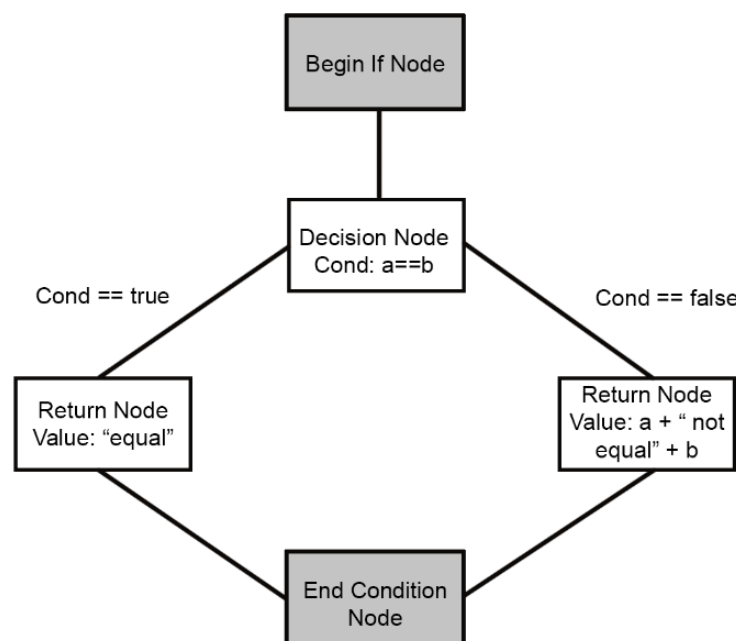 Begin If Node
Decision Node
Cond: a==b
Cond == true
Cond == false
Return Node
Value: “equal”
Return Node
Value: a + “ not
equal” + b
End Condition
Node